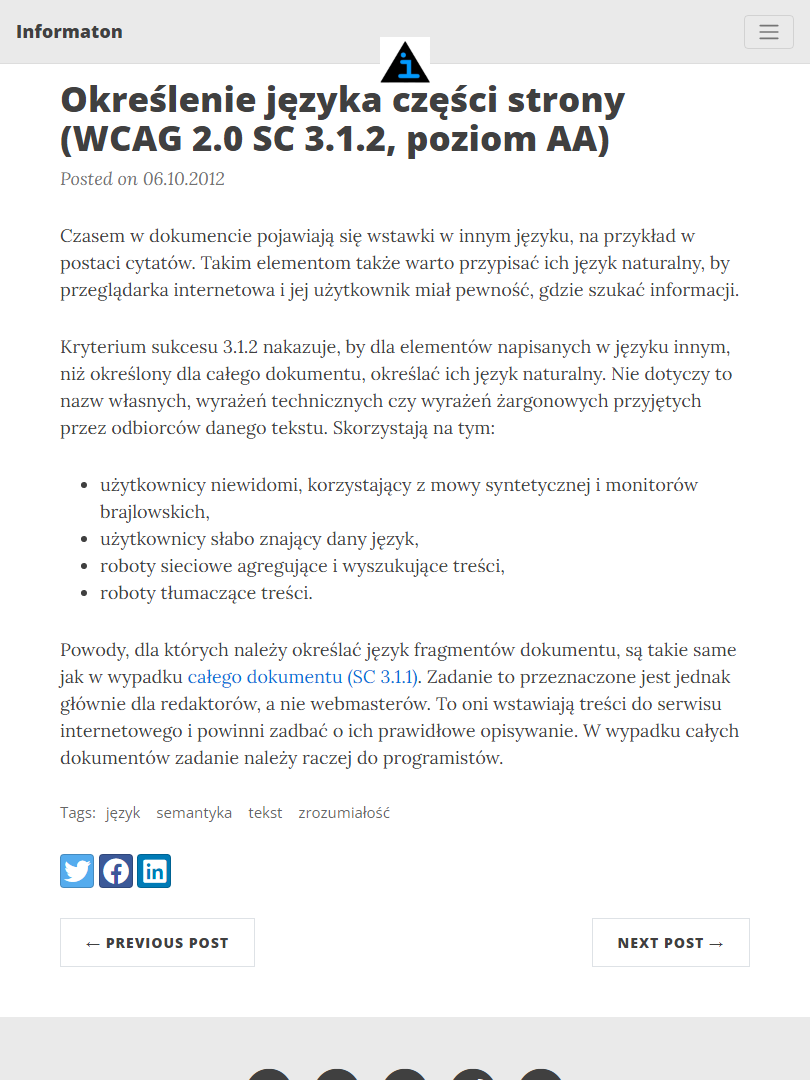 Informaton
i
Określenie języka części strony
(WCAG 2.0 SC 3.1.2, poziom AA)
Posted on 06.10.2012
Czasem w dokumencie pojawiają się wstawki w innym języku, na przykład w
postaci cytatów. Takim elementom także warto przypisać ich język naturalny, by
przeglądarka internetowa i jej użytkownik miał pewność, gdzie szukać informacji.
Kryterium sukcesu 3.1.2 nakazuje, by dla elementów napisanych w języku innym,
niż określony dla całego dokumentu, określać ich język naturalny. Nie dotyczy to
nazw własnych, wyrażeń technicznych czy wyrażeń żargonowych przyjętych
przez odbiorców danego tekstu. Skorzystają na tym:
użytkownicy niewidomi, korzystający z mowy syntetycznej i monitorów
brajlowskich,
użytkownicy słabo znający dany język,
roboty sieciowe agregujące i wyszukujące treści,
roboty tłumaczące treści.
Powody, dla których należy określać język fragmentów dokumentu, są takie same
jak w wypadku całego dokumentu (SC 3.1.1). Zadanie to przeznaczone jest jednak
głównie dla redaktorów, a nie webmasterów. To oni wstawiają treści do serwisu
internetowego i powinni zadbać o ich prawidłowe opisywanie. W wypadku całych
dokumentów zadanie należy raczej do programistów.
Tags: język semantyka tekst zrozumiałość
← PREVIOUS POST
NEXT POST →